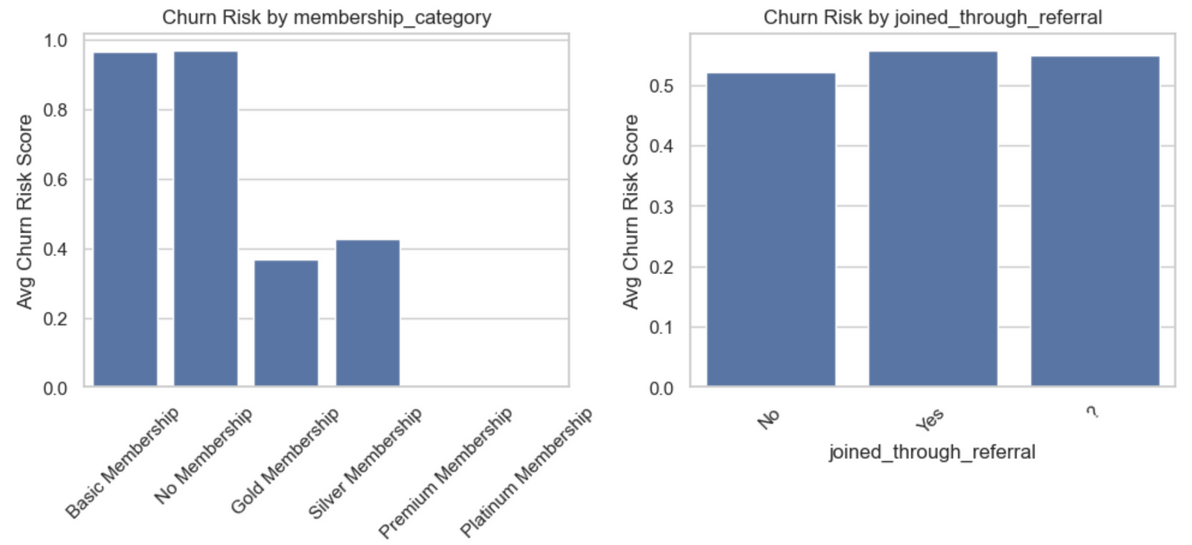 Churn Risk by membership_category
Avg Churn Risk Score
1.0
0.8
0.6
0.4
0.2
0.0
Basic Membership
No Membership
Gold Membership
Silver Membership
Premium Membership
Platinum Membership
Churn Risk by joined_through_referral
Avg Churn Risk Score
0.5
0.4
0.3
0.2
0.1
0.0
No
Yes
?
joined_through_referral